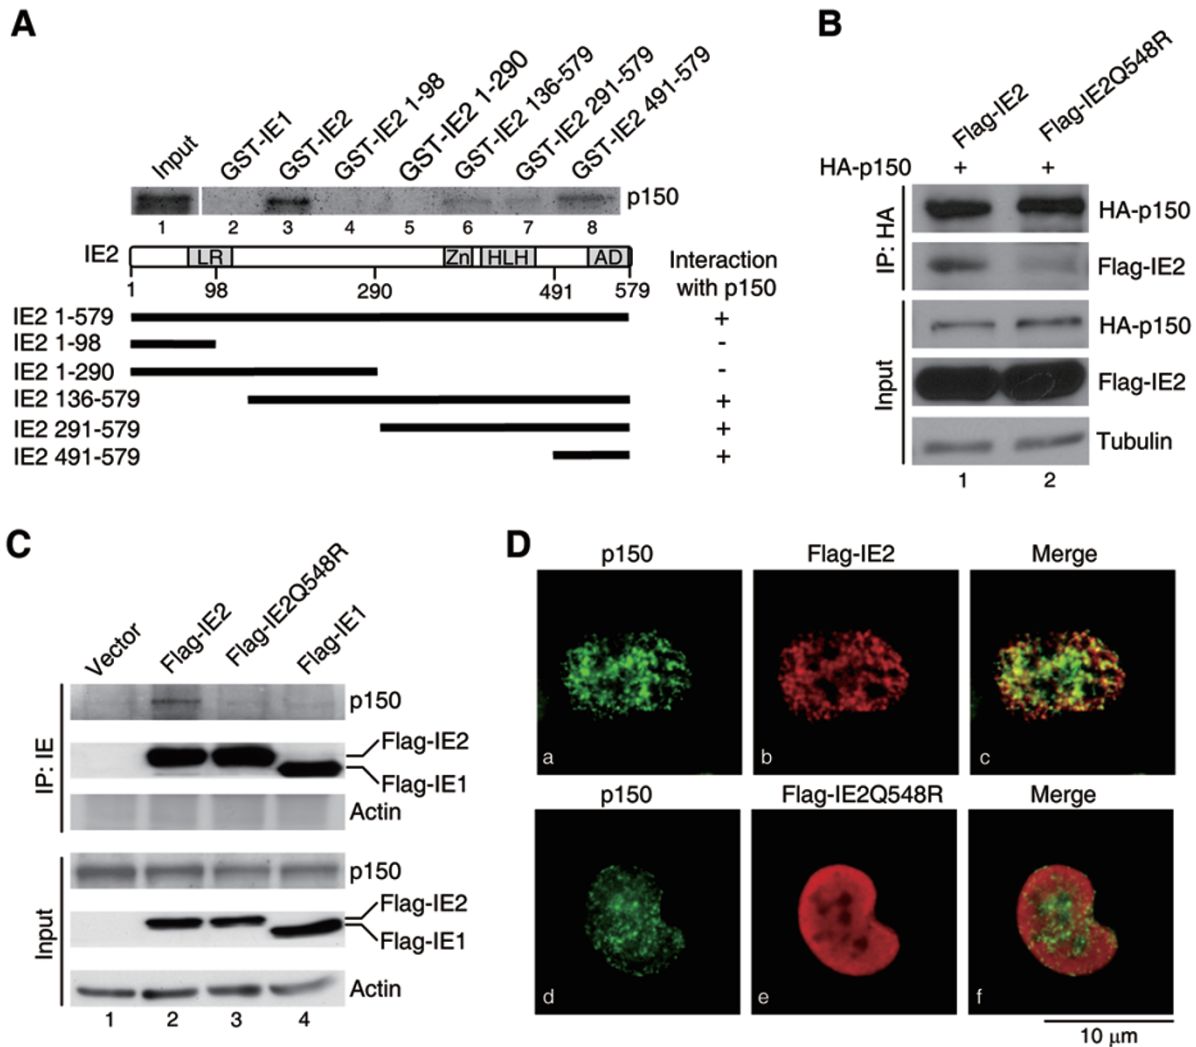 A
Input
GST-IE1
GST-IE2
GST-IE2 1-98
GST-IE2 1-290
GST-IE2 136-579
GST-IE2 291-579
GST-IE2 491-579
p150
1 2 3 4 5 6 7 8
IE2 LR Zn HLH AD
1 98 290 491 579
Interaction
with p150
IE2 1-579 +
IE2 1-98 -
IE2 1-290 -
IE2 136-579 +
IE2 291-579 +
IE2 491-579 +
B
Flag-IE2
Flag-IE2Q548R
HA-p150 + +
IP: HA
HA-p150
Flag-IE2
Input
HA-p150
Flag-IE2
Tubulin
1 2
C
Vector
Flag-IE2
Flag-IE2Q548R
Flag-IE1
IP: IE
p150
Flag-IE2
Flag-IE1
Actin
Input
p150
Flag-IE2
Flag-IE1
Actin
1 2 3 4
D
p150 Flag-IE2 Merge
a b c
p150 Flag-IE2Q548R Merge
d e f
10 μm